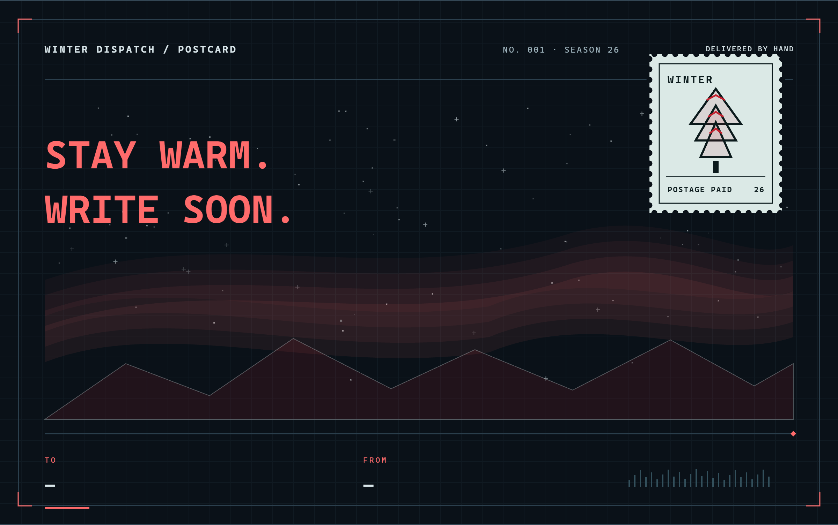 WINTER DISPATCH / POSTCARD
NO. 001 · SEASON 26
DELIVERED BY HAND
WINTER
POSTAGE PAID 26
STAY WARM.
WRITE SOON.
TO
FROM
—
—